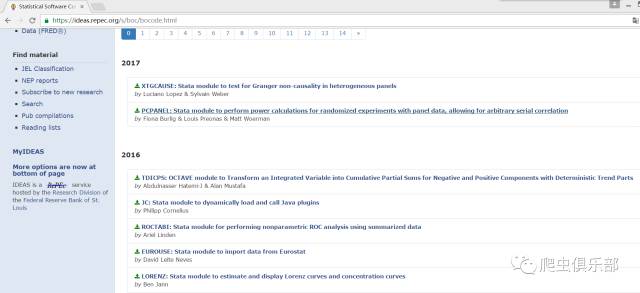 Statistical Software Co
https://ideas.repec.org/s/boc/bocode.html
Data (FRED®)
0 1 2 3 4 5 6 7 8 9 10 11 12 13 14 »
Find material
JEL Classification
NEP reports
Subscribe to new research
Search
Pub compilations
Reading lists
MyIDEAS
More options are now at
bottom of page
IDEAS is a RePEc service
hosted by the Research Division of
the Federal Reserve Bank of St.
Louis
2017
XTGCAUSE: Stata module to test for Granger non-causality in heterogeneous panels
by Luciano Lopez & Sylvain Weber
PCPANEL: Stata module to perform power calculations for randomized experiments with panel data, allowing for arbitrary serial correlation
by Fiona Burlig & Louis Preonas & Matt Woerman
2016
TDICPS: OCTAVE module to Transform an Integrated Variable into Cumulative Partial Sums for Negative and Positive Components with Deterministic Trend Parts
by Abdulnasser Hatemi-J & Alan Mustafa
JC: Stata module to dynamically load and call Java plugins
by Philipp Cornelius
ROCTABI: Stata module for performing nonparametric ROC analysis using summarized data
by Ariel Linden
EUROUSE: Stata module to import data from Eurostat
by David Leite Neves
LORENZ: Stata module to estimate and display Lorenz curves and concentration curves
by Ben Jann
爬虫俱乐部